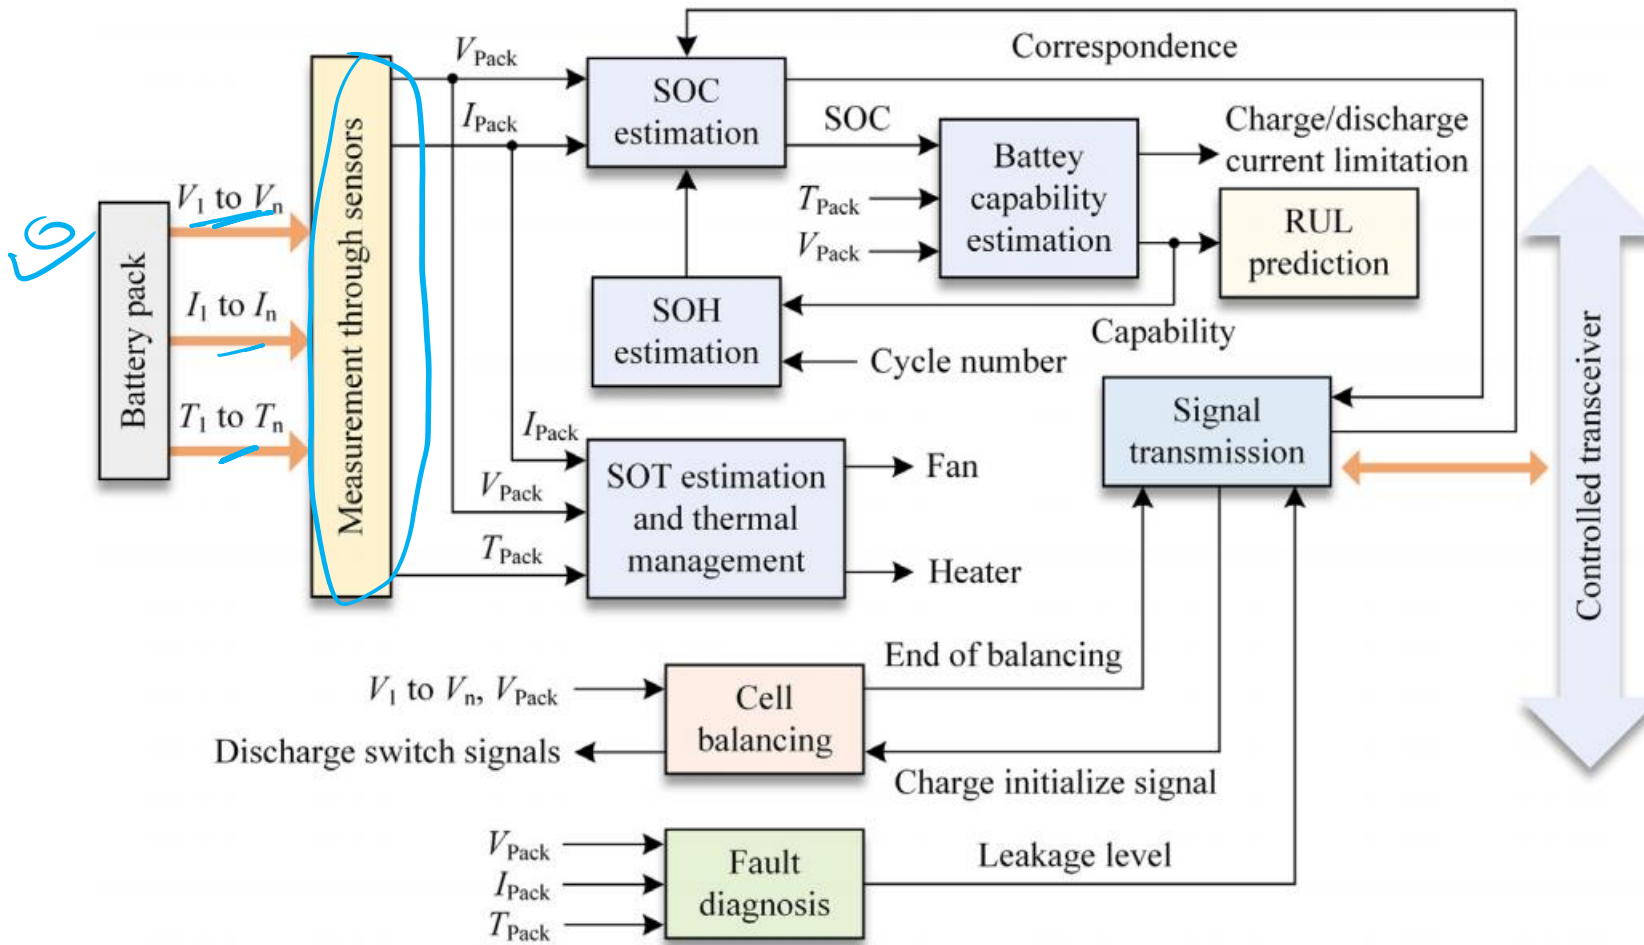 Battery pack
V1 to Vn
I1 to In
T1 to Tn
Measurement through sensors
VPack
IPack
SOC
estimation
Correspondence
SOC
TPack
VPack
Battey
capability
estimation
Charge/discharge
current limitation
RUL
prediction
SOH
estimation
Capability
Cycle number
IPack
VPack
TPack
SOT estimation
and thermal
management
Fan
Heater
Signal
transmission
Controlled transceiver
V1 to Vn, VPack
Discharge switch signals
Cell
balancing
End of balancing
Charge initialize signal
VPack
IPack
TPack
Fault
diagnosis
Leakage level